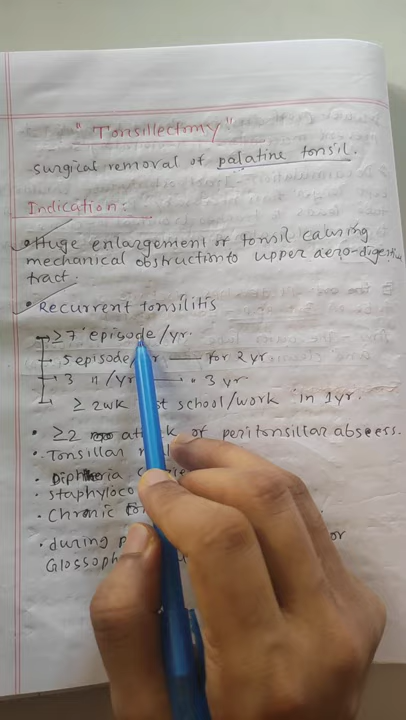 "Tonsillectomy"
surgical removal of palatine tonsil.
Indication:
• Huge enlargement of tonsil causing
mechanical obstruction to upper aero-digestive
tract.
• Recurrent tonsilitis
≥7 episode/yr.
5 episode/ — for 2 yr
3 "/yr — " 3 yr
≥ 2wk school/work in 1yr.
• ≥2 of peritonsillar abscess.
• Tonsillar
• Diphtheria
• staphyloco
• Chronic
• during or
Glossoph